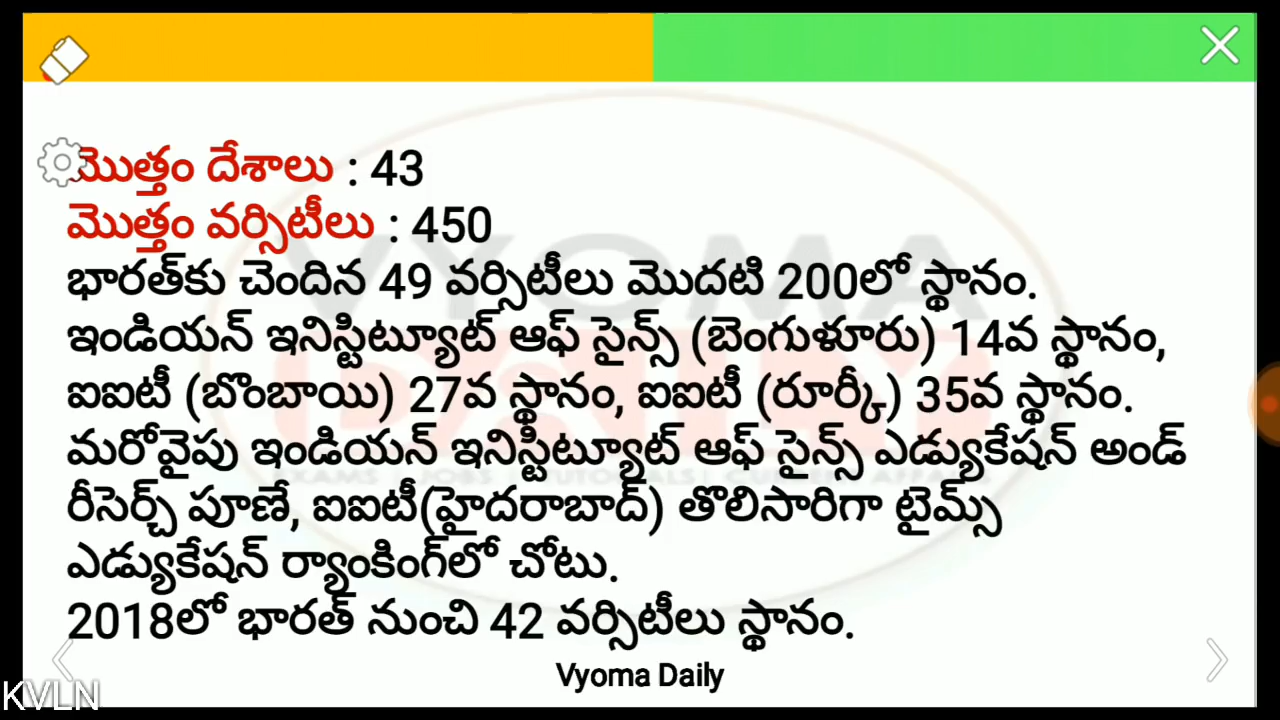 మొత్తం దేశాలు : 43
మొత్తం వర్సిటీలు : 450
భారత్‌కు చెందిన 49 వర్సిటీలు మొదటి 200లో స్థానం.
ఇండియన్ ఇనిస్టిట్యూట్ ఆఫ్ సైన్స్ (బెంగుళూరు) 14వ స్థానం,
ఐఐటీ (బొంబాయి) 27వ స్థానం, ఐఐటీ (రూర్కీ) 35వ స్థానం.
మరోవైపు ఇండియన్ ఇనిస్టిట్యూట్ ఆఫ్ సైన్స్ ఎడ్యుకేషన్ అండ్
రీసెర్చ్ పూణే, ఐఐటీ(హైదరాబాద్) తొలిసారిగా టైమ్స్
ఎడ్యుకేషన్ ర్యాంకింగ్‌లో చోటు.
2018లో భారత్ నుంచి 42 వర్సిటీలు స్థానం.
Vyoma Daily
KVLN